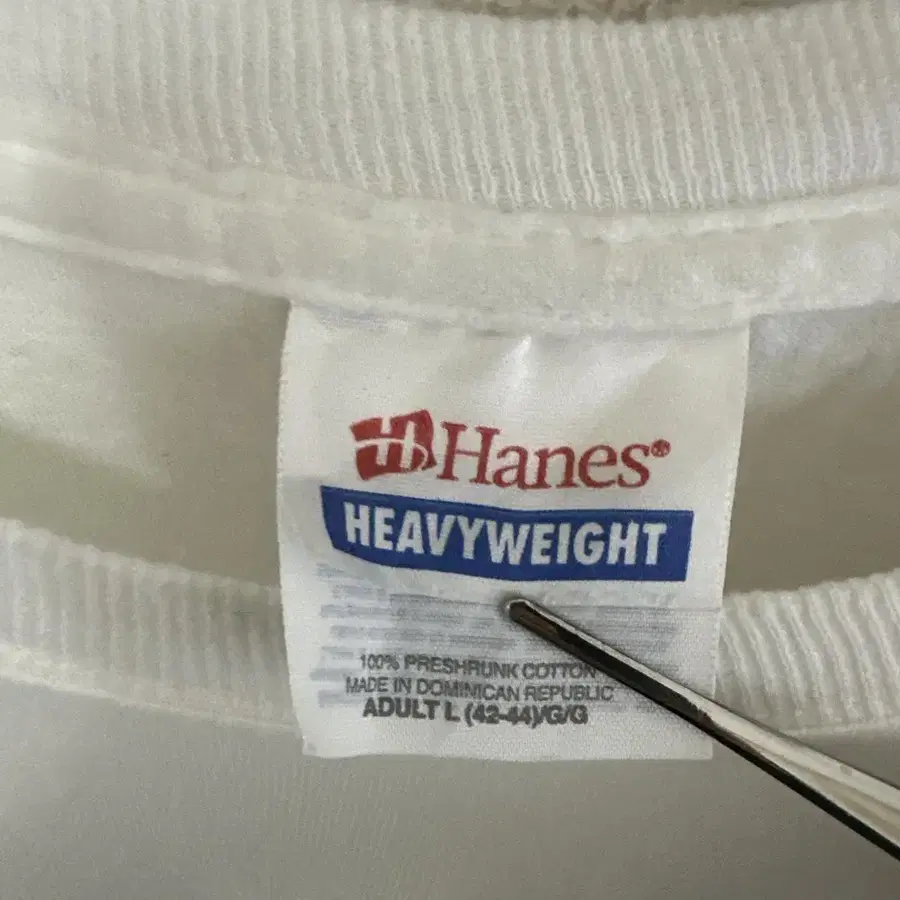 Hanes®
HEAVYWEIGHT
100% PRESHRUNK COTTON
MADE IN DOMINICAN REPUBLIC
ADULT L (42-44)/G/G